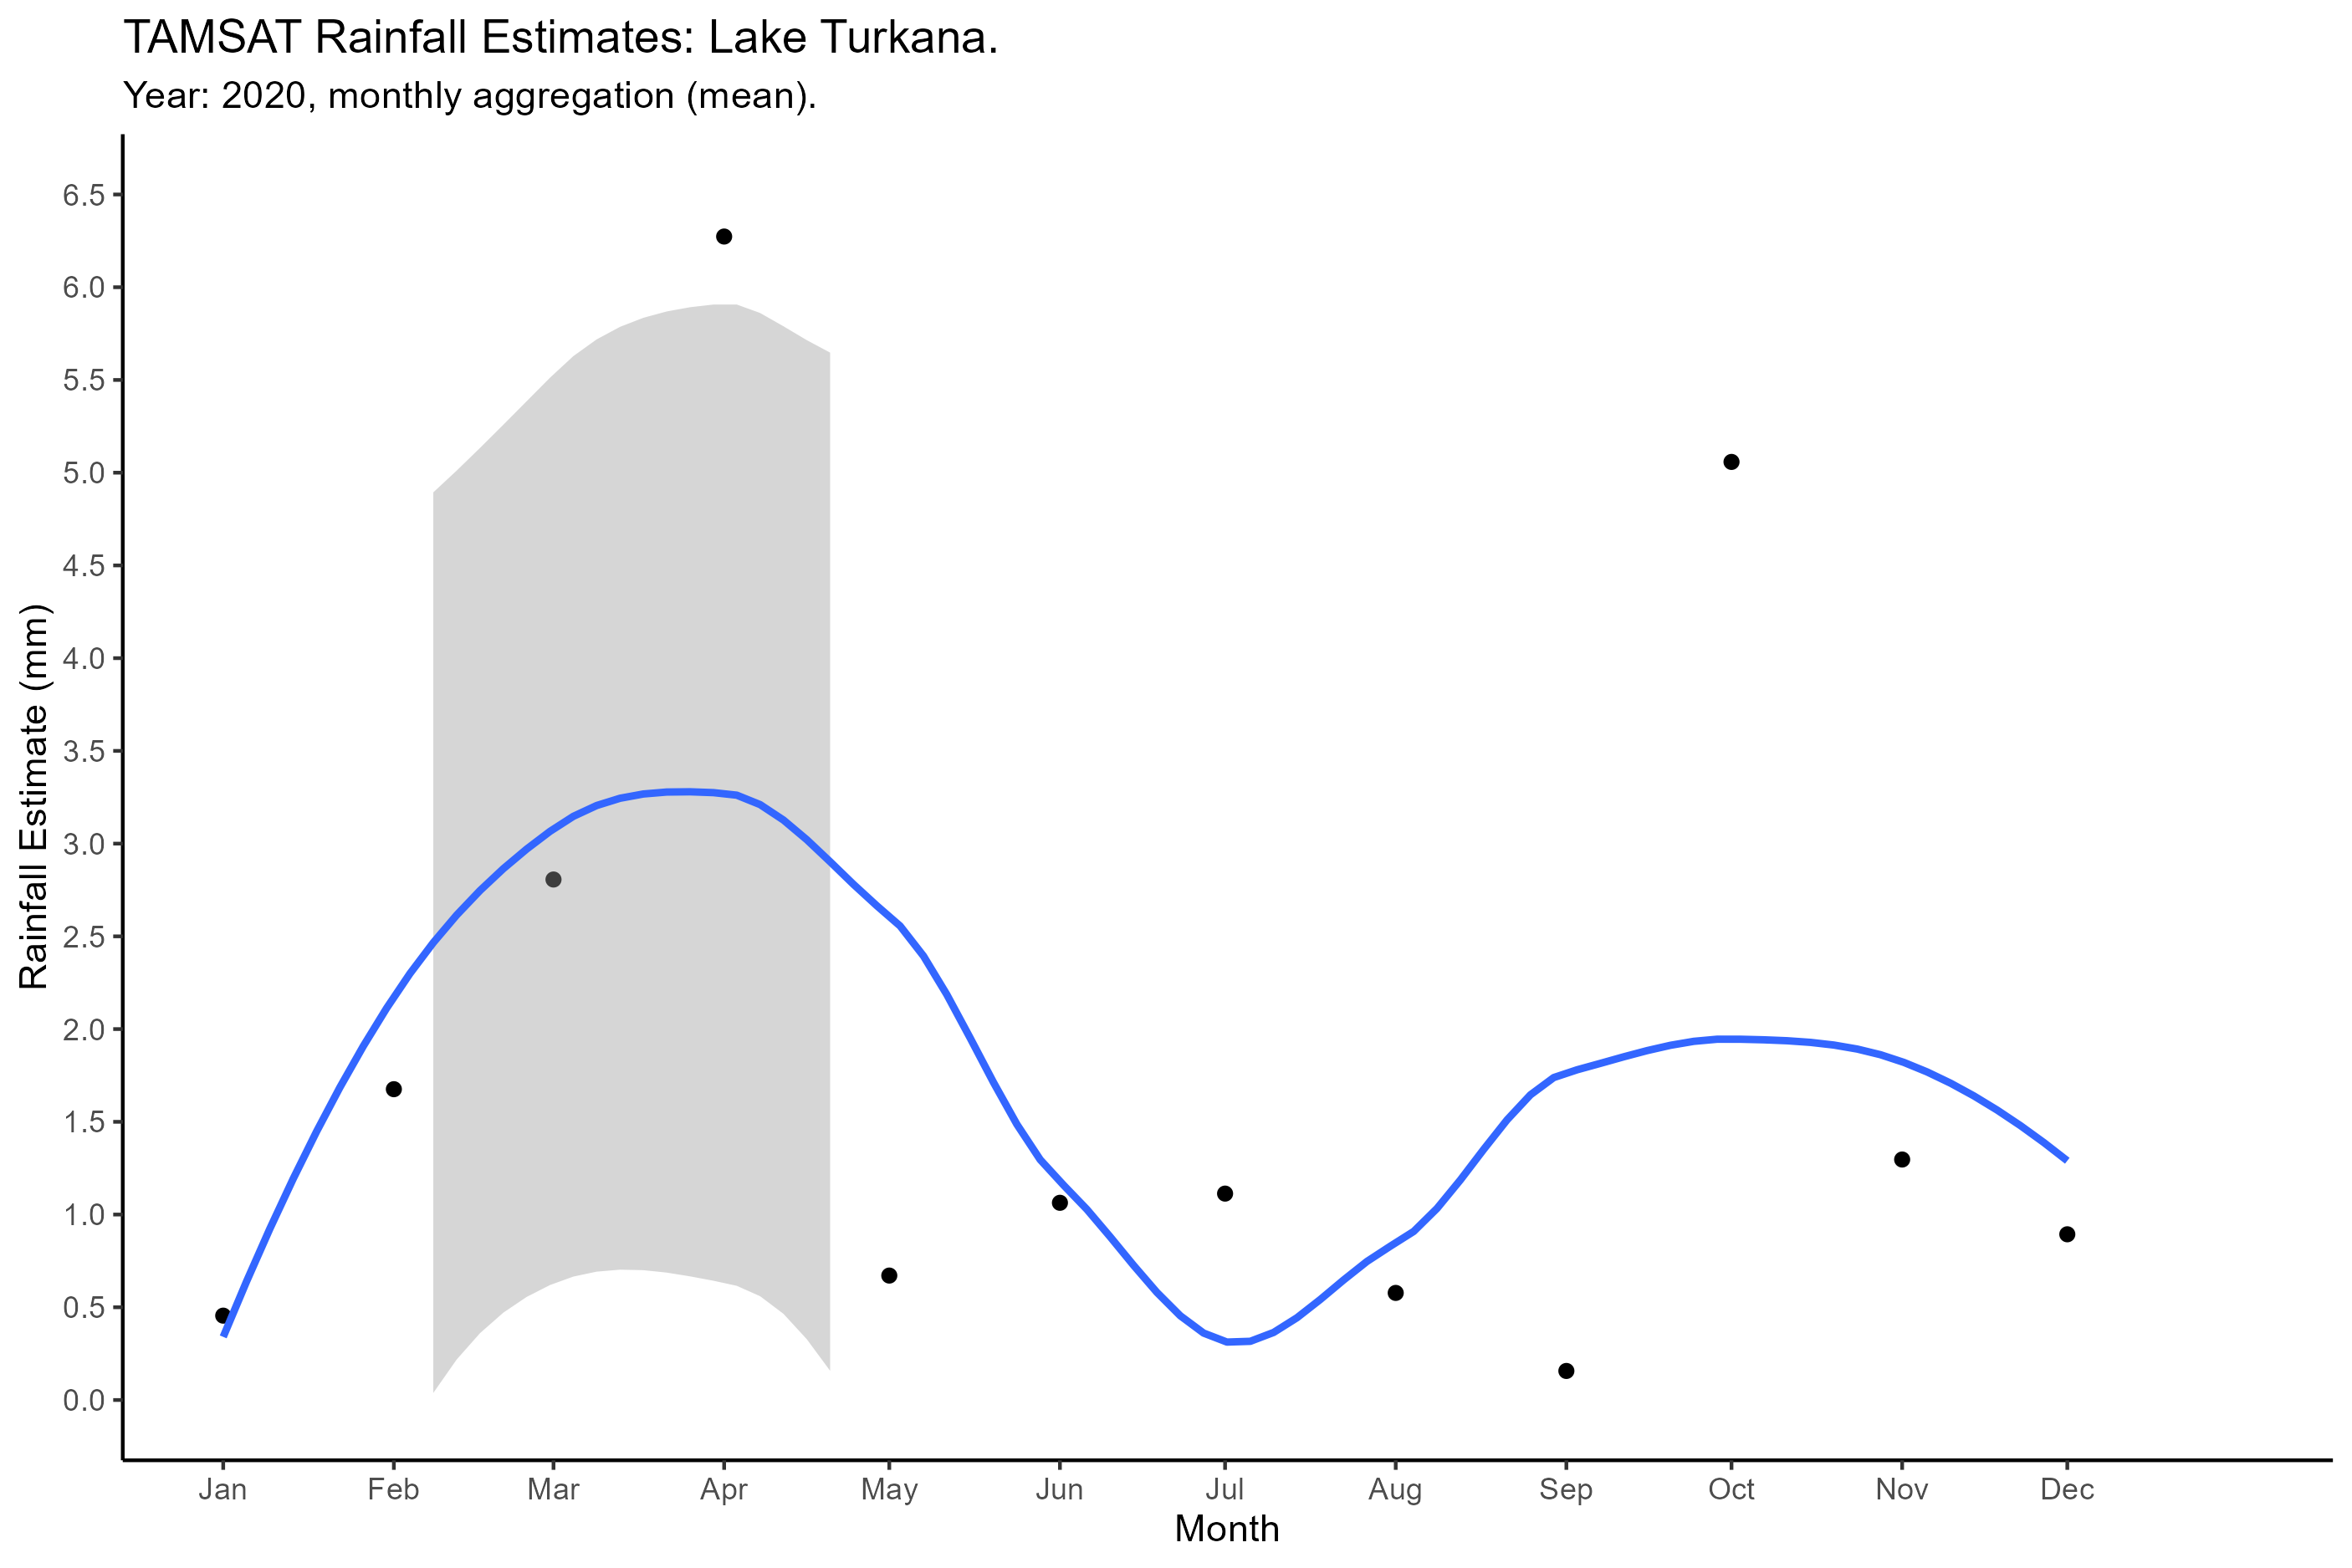 TAMSAT Rainfall Estimates: Lake Turkana.
Year: 2020, monthly aggregation (mean).
Rainfall Estimate (mm)
6.5
6.0
5.5
5.0
4.5
4.0
3.5
3.0
2.5
2.0
1.5
1.0
0.5
0.0
Jan Feb Mar Apr May Jun Jul Aug Sep Oct Nov Dec
Month